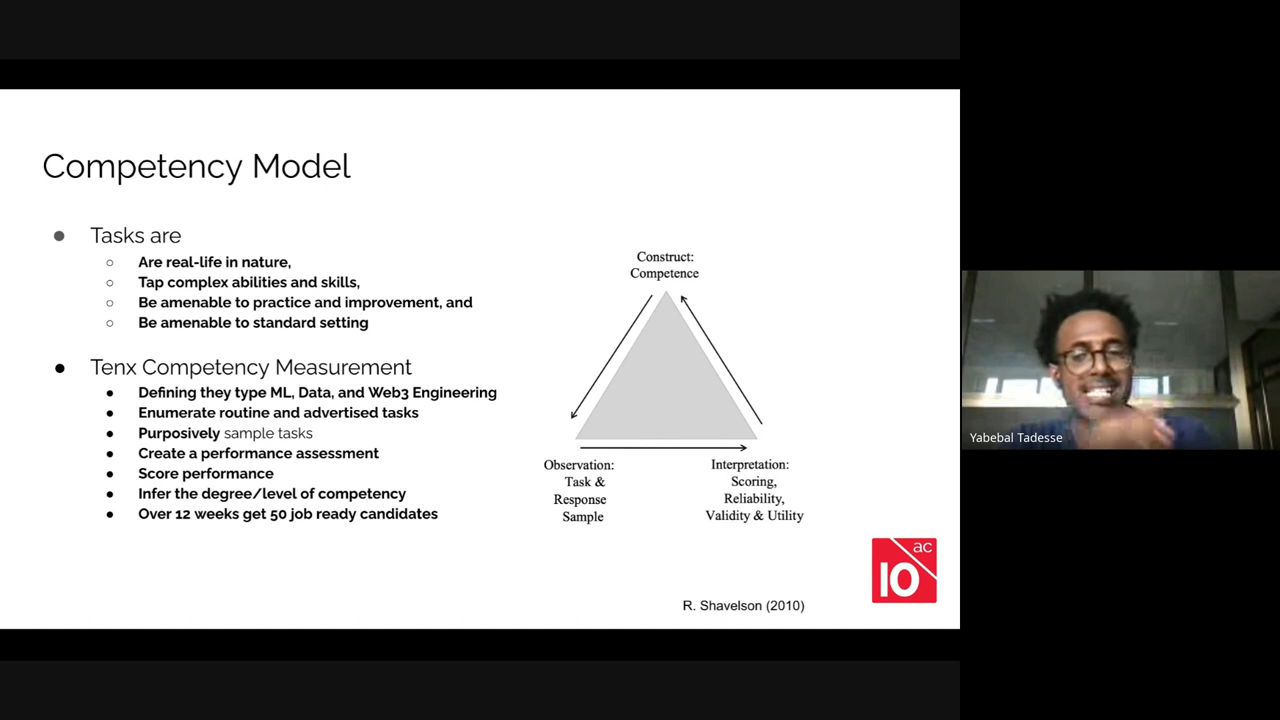 Competency Model
● Tasks are
○ Are real-life in nature,
○ Tap complex abilities and skills,
○ Be amenable to practice and improvement, and
○ Be amenable to standard setting
● Tenx Competency Measurement
● Defining they type ML, Data, and Web3 Engineering
● Enumerate routine and advertised tasks
● Purposively sample tasks
● Create a performance assessment
● Score performance
● Infer the degree/level of competency
● Over 12 weeks get 50 job ready candidates
Construct:
Competence
Observation:
Task &
Response
Sample
Interpretation:
Scoring,
Reliability,
Validity & Utility
R. Shavelson (2010)
ac
10
Yabebal Tadesse